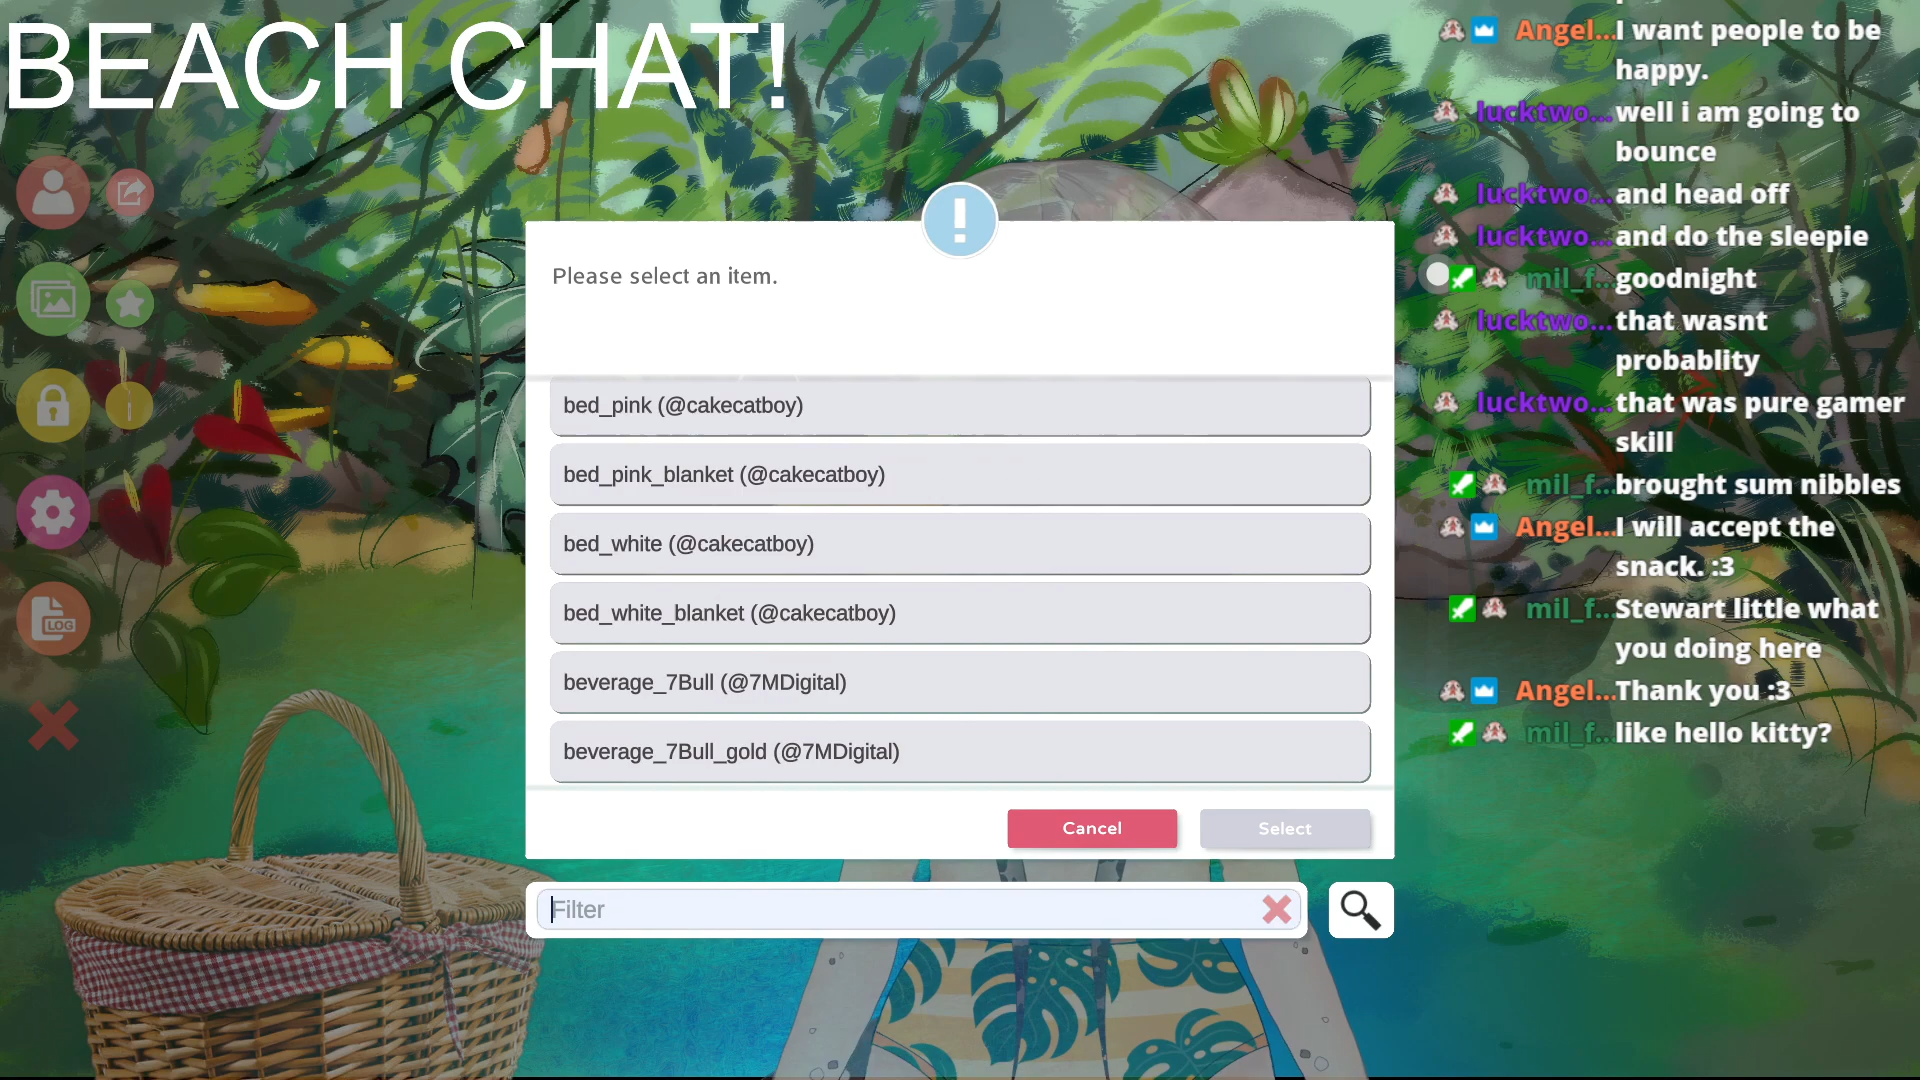 BEACH CHAT!
Angel...I want people to be
happy.
lucktwo...well i am going to
bounce
lucktwo...and head off
lucktwo...and do the sleepie
mil_f...goodnight
lucktwo...that wasnt
probablity
lucktwo...that was pure gamer
skill
mil_f...brought sum nibbles
Angel...I will accept the
snack. :3
mil_f...Stewart little what
you doing here
Angel...Thank you :3
mil_f...like hello kitty?
LOG
Please select an item.
bed_pink (@cakecatboy)
bed_pink_blanket (@cakecatboy)
bed_white (@cakecatboy)
bed_white_blanket (@cakecatboy)
beverage_7Bull (@7MDigital)
beverage_7Bull_gold (@7MDigital)
Cancel
Select
Filter